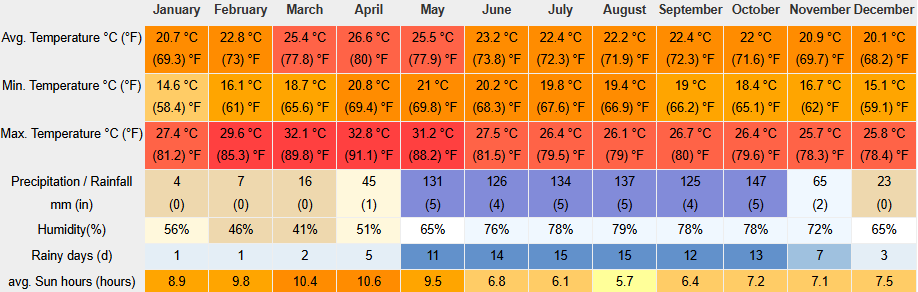 January February March April May June July August September October November December
Avg. Temperature °C (°F) 20.7 °C 22.8 °C 25.4 °C 26.6 °C 25.5 °C 23.2 °C 22.4 °C 22.2 °C 22.4 °C 22 °C 20.9 °C 20.1 °C
(69.3) °F (73) °F (77.8) °F (80) °F (77.9) °F (73.8) °F (72.3) °F (71.9) °F (72.3) °F (71.6) °F (69.7) °F (68.2) °F
Min. Temperature °C (°F) 14.6 °C 16.1 °C 18.7 °C 20.8 °C 21 °C 20.2 °C 19.8 °C 19.4 °C 19 °C 18.4 °C 16.7 °C 15.1 °C
(58.4) °F (61) °F (65.6) °F (69.4) °F (69.8) °F (68.3) °F (67.6) °F (66.9) °F (66.2) °F (65.1) °F (62) °F (59.1) °F
Max. Temperature °C (°F) 27.4 °C 29.6 °C 32.1 °C 32.8 °C 31.2 °C 27.5 °C 26.4 °C 26.1 °C 26.7 °C 26.4 °C 25.7 °C 25.8 °C
(81.2) °F (85.3) °F (89.8) °F (91.1) °F (88.2) °F (81.5) °F (79.5) °F (79) °F (80) °F (79.6) °F (78.3) °F (78.4) °F
Precipitation / Rainfall 4 7 16 45 131 126 134 137 125 147 65 23
mm (in) (0) (0) (0) (1) (5) (4) (5) (5) (4) (5) (2) (0)
Humidity(%) 56% 46% 41% 51% 65% 76% 78% 79% 78% 78% 72% 65%
Rainy days (d) 1 1 2 5 11 14 15 15 12 13 7 3
avg. Sun hours (hours) 8.9 9.8 10.4 10.6 9.5 6.8 6.1 5.7 6.4 7.2 7.1 7.5